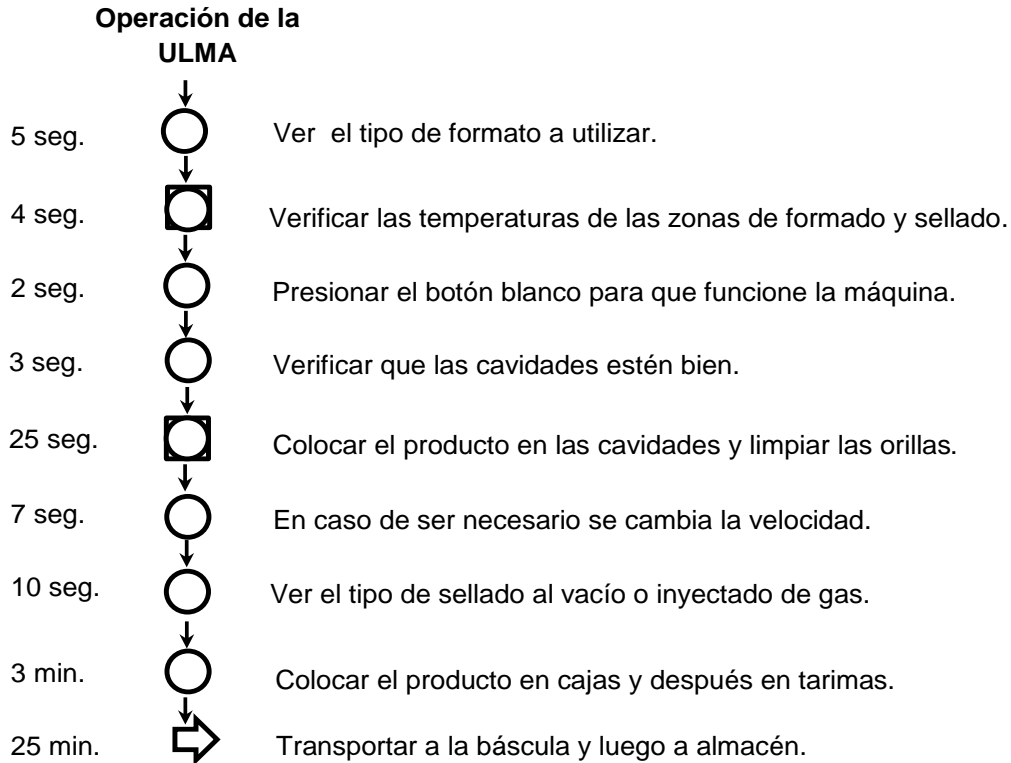 Operación de la
ULMA
5 seg. Ver el tipo de formato a utilizar.
4 seg. Verificar las temperaturas de las zonas de formado y sellado.
2 seg. Presionar el botón blanco para que funcione la máquina.
3 seg. Verificar que las cavidades estén bien.
25 seg. Colocar el producto en las cavidades y limpiar las orillas.
7 seg. En caso de ser necesario se cambia la velocidad.
10 seg. Ver el tipo de sellado al vacío o inyectado de gas.
3 min. Colocar el producto en cajas y después en tarimas.
25 min. Transportar a la báscula y luego a almacén.